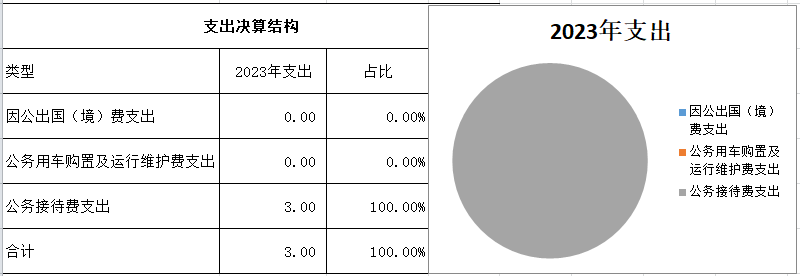 支出决算结构
类型 2023年支出 占比
因公出国（境）费支出 0.00 0.00%
公务用车购置及运行维护费支出 0.00 0.00%
公务接待费支出 3.00 100.00%
合计 3.00 100.00%
2023年支出
因公出国（境）
费支出
公务用车购置及
运行维护费支出
公务接待费支出